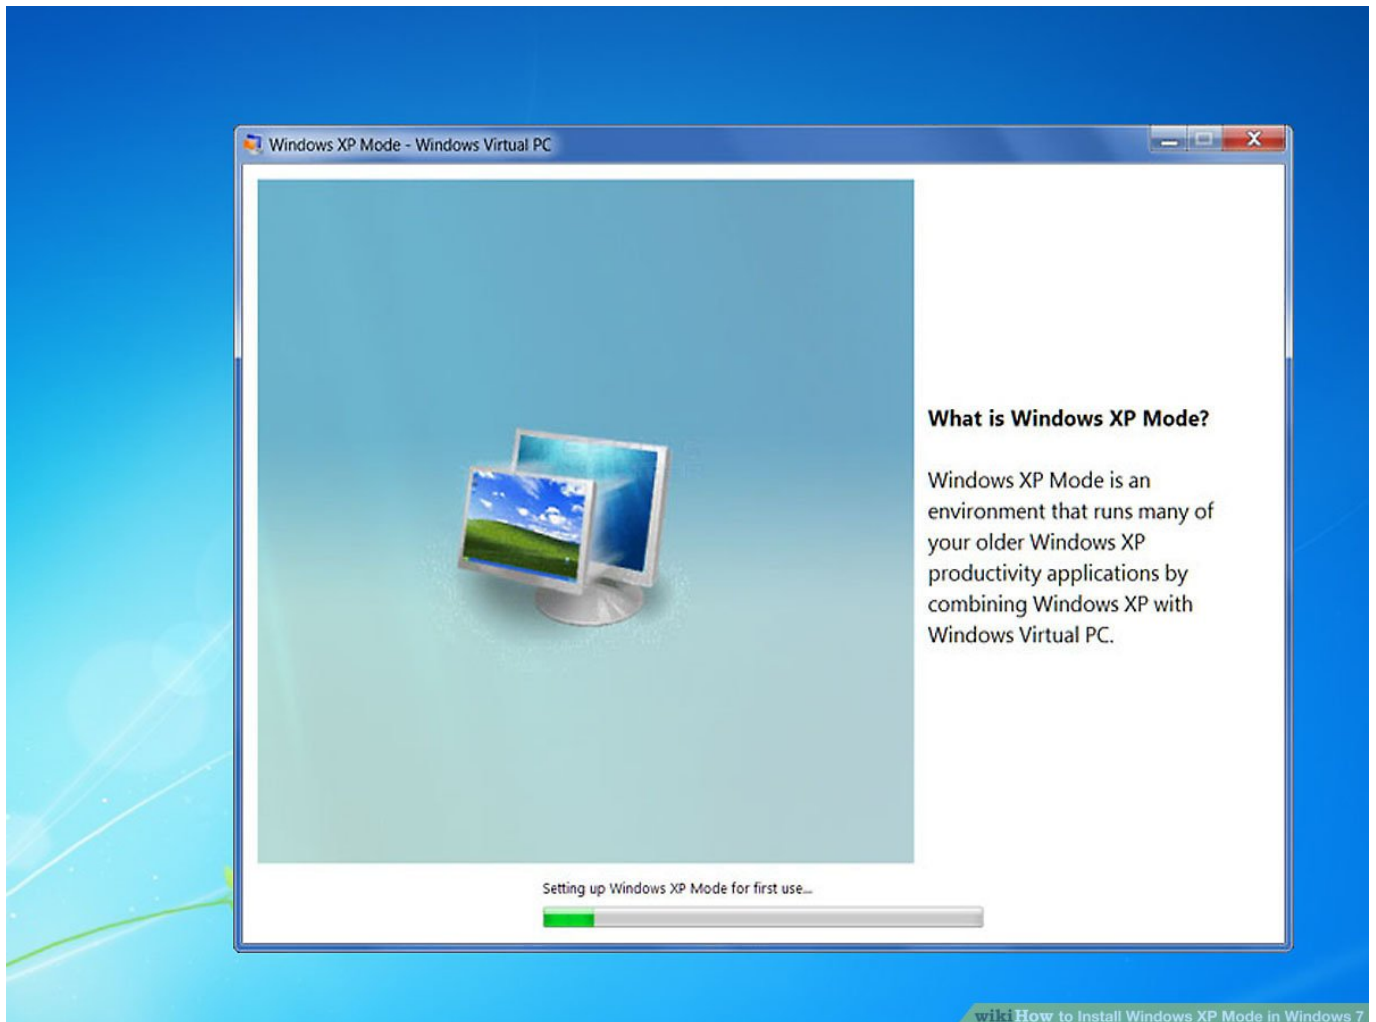 Windows XP Mode - Windows Virtual PC
What is Windows XP Mode?
Windows XP Mode is an
environment that runs many of
your older Windows XP
productivity applications by
combining Windows XP with
Windows Virtual PC.
Setting up Windows XP Mode for first use...
wikiHow to Install Windows XP Mode in Windows 7